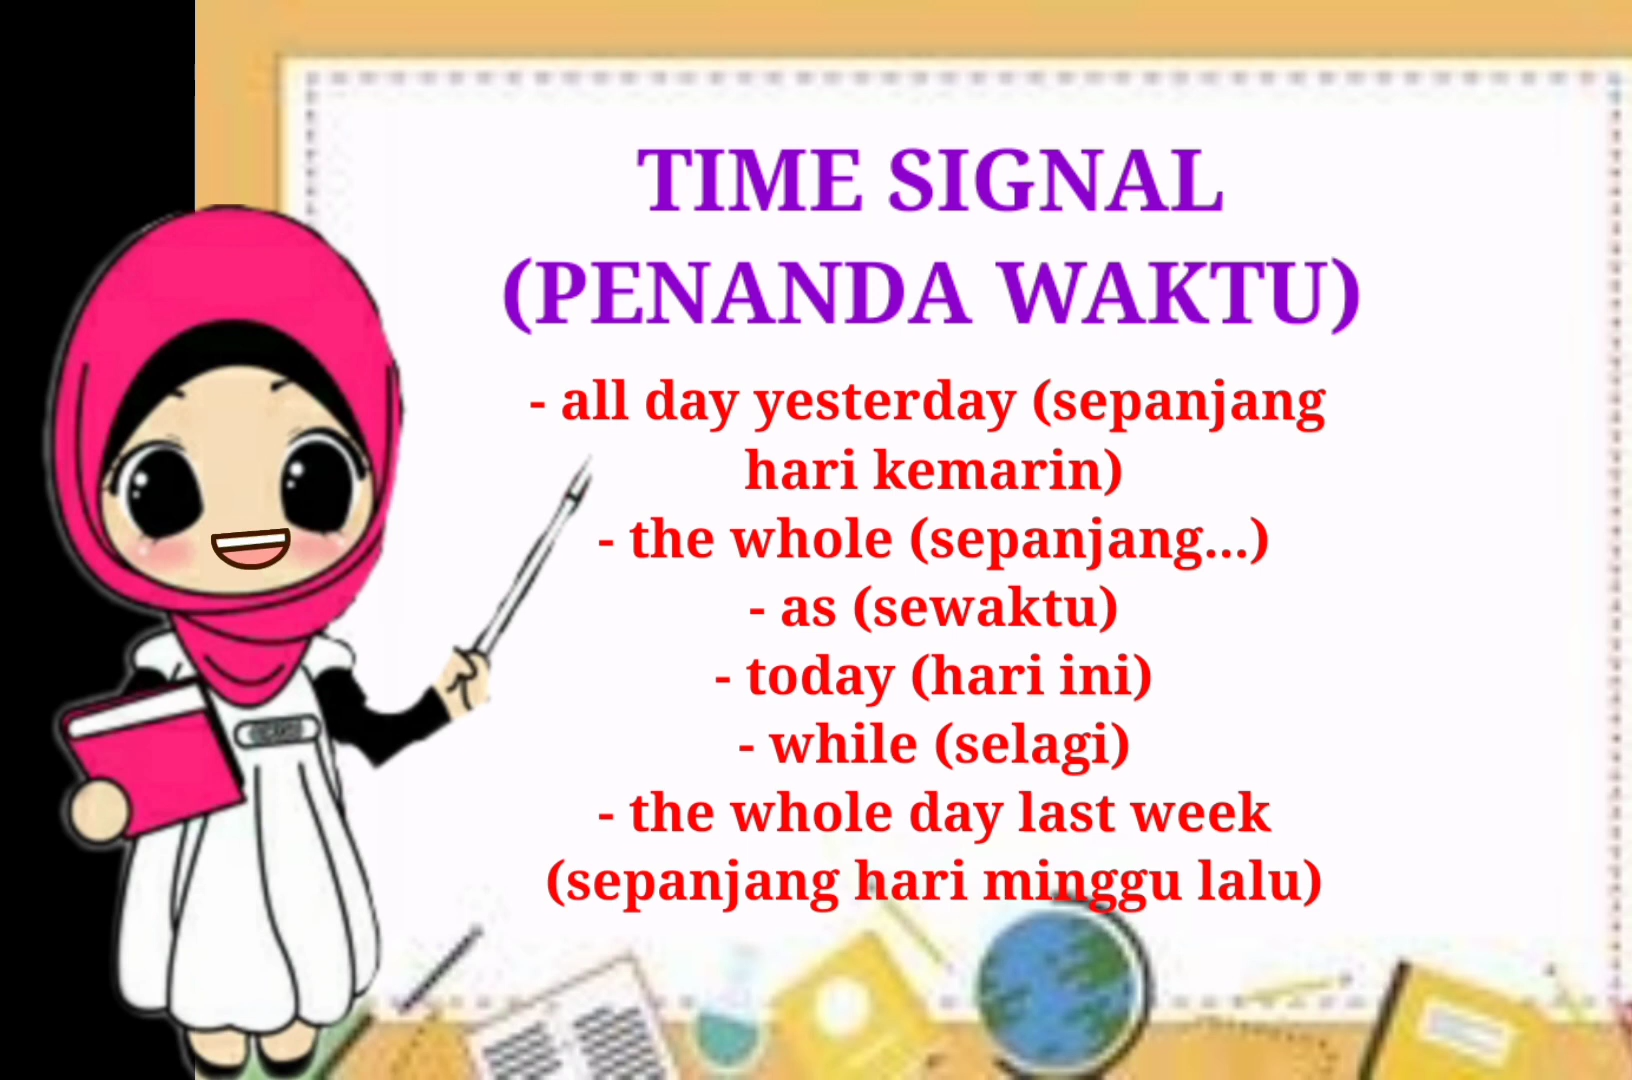 TIME SIGNAL
(PENANDA WAKTU)
- all day yesterday (sepanjang
hari kemarin)
- the whole (sepanjang...)
- as (sewaktu)
- today (hari ini)
- while (selagi)
- the whole day last week
(sepanjang hari minggu lalu)